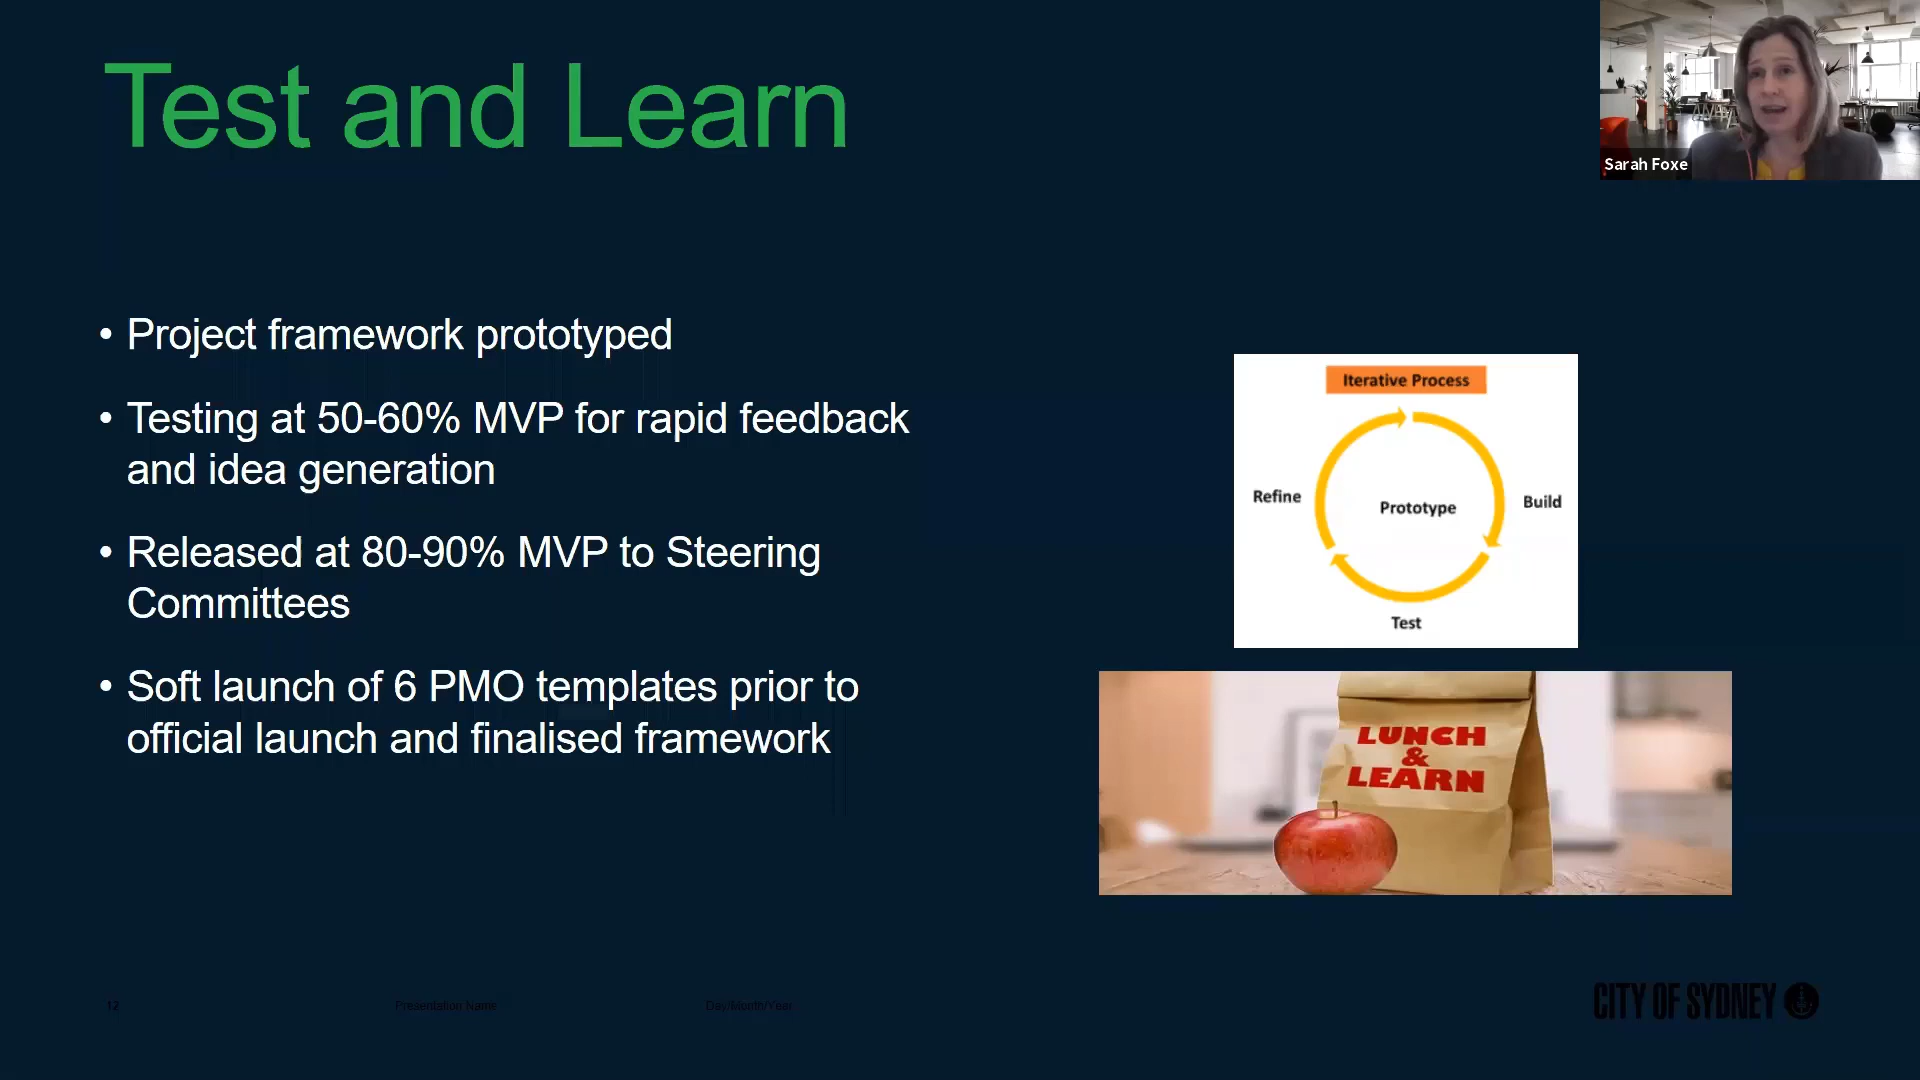 Test and Learn
Sarah Foxe
• Project framework prototyped
• Testing at 50-60% MVP for rapid feedback
and idea generation
• Released at 80-90% MVP to Steering
Committees
• Soft launch of 6 PMO templates prior to
official launch and finalised framework
Iterative Process
Refine
Prototype
Build
Test
LUNCH
&
LEARN
12
Presentation Name
Day/Month/Year
CITY OF SYDNEY